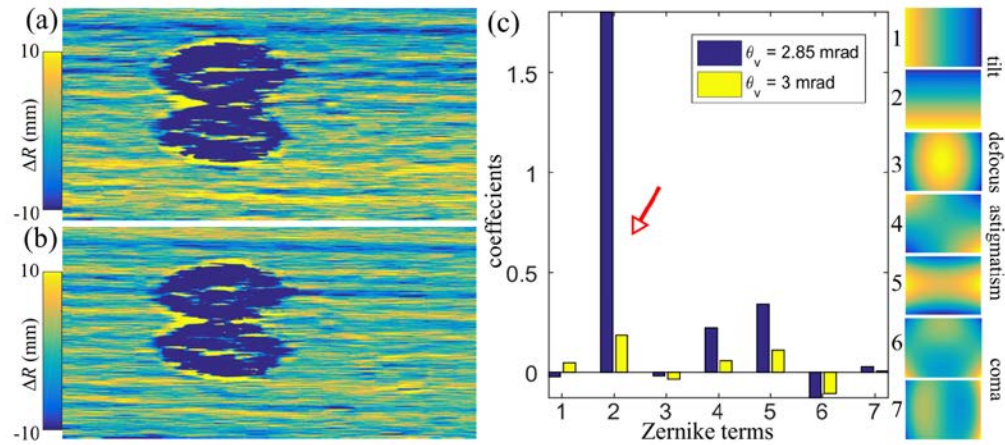 (a)
10
ΔR (mm)
-10
(b)
10
ΔR (mm)
-10
(c)
coeffecients
1.5
1
0.5
0
θv = 2.85 mrad
θv = 3 mrad
1 2 3 4 5 6 7
Zernike terms
1
2
3
4
5
6
7
tilt
defocus
astigmatism
coma